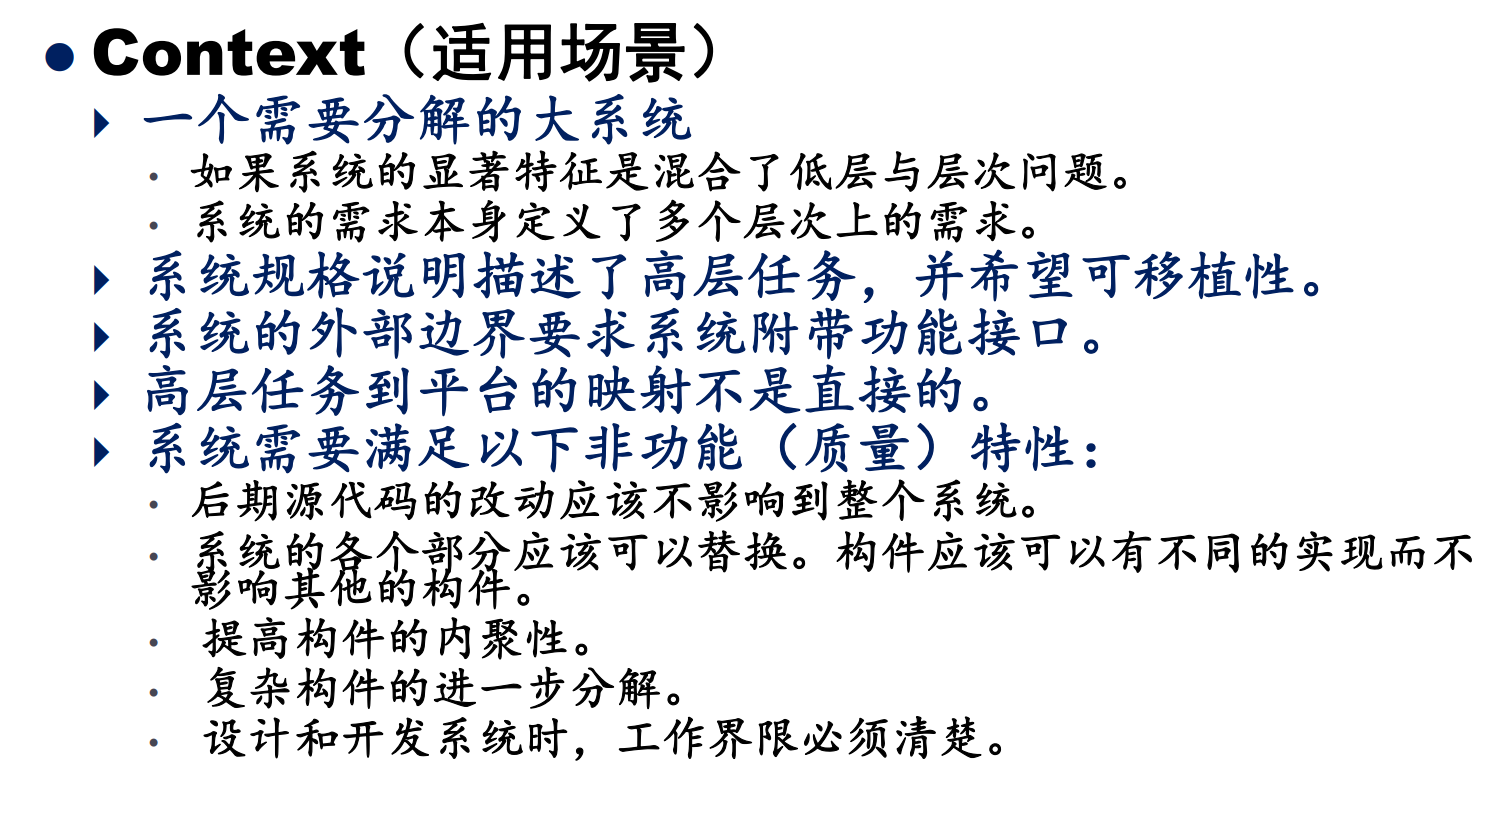 Context（适用场景）
一个需要分解的大系统
如果系统的显著特征是混合了低层与层次问题。
系统的需求本身定义了多个层次上的需求。
系统规格说明描述了高层任务，并希望可移植性。
系统的外部边界要求系统附带功能接口。
高层任务到平台的映射不是直接的。
系统需要满足以下非功能（质量）特性：
后期源代码的改动应该不影响到整个系统。
系统的各个部分应该可以替换。构件应该可以有不同的实现而不
影响其他的构件。
提高构件的内聚性。
复杂构件的进一步分解。
设计和开发系统时，工作界限必须清楚。